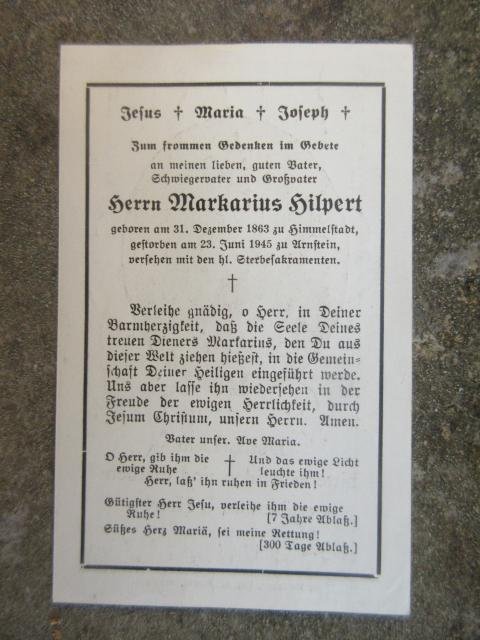 Jesus † Maria † Joseph †
Zum frommen Gedenken im Gebete
an meinen lieben, guten Vater,
Schwiegervater und Großvater
Herrn Markarius Hilpert
geboren am 31. Dezember 1863 zu Himmelstadt,
gestorben am 23. Juni 1945 zu Arnstein,
versehen mit den hl. Sterbesakramenten.
†
Verleihe gnädig, o Herr, in Deiner
Barmherzigkeit, daß die Seele Deines
treuen Dieners Markarius, den Du aus
dieser Welt ziehen hießest, in die Gemein-
schaft Deiner Heiligen eingeführt werde.
Uns aber lasse ihn wiedersehen in der
Freude der ewigen Herrlichkeit, durch
Jesum Christum, unsern Herrn. Amen.
Vater unser. Ave Maria.
O Herr, gib ihm die
ewige Ruhe
†
Und das ewige Licht
leuchte ihm!
Herr, laß' ihn ruhen in Frieden!
Gütigster Herr Jesu, verleihe ihm die ewige
Ruhe! [7 Jahre Ablaß.]
Süßes Herz Mariä, sei meine Rettung!
[300 Tage Ablaß.]